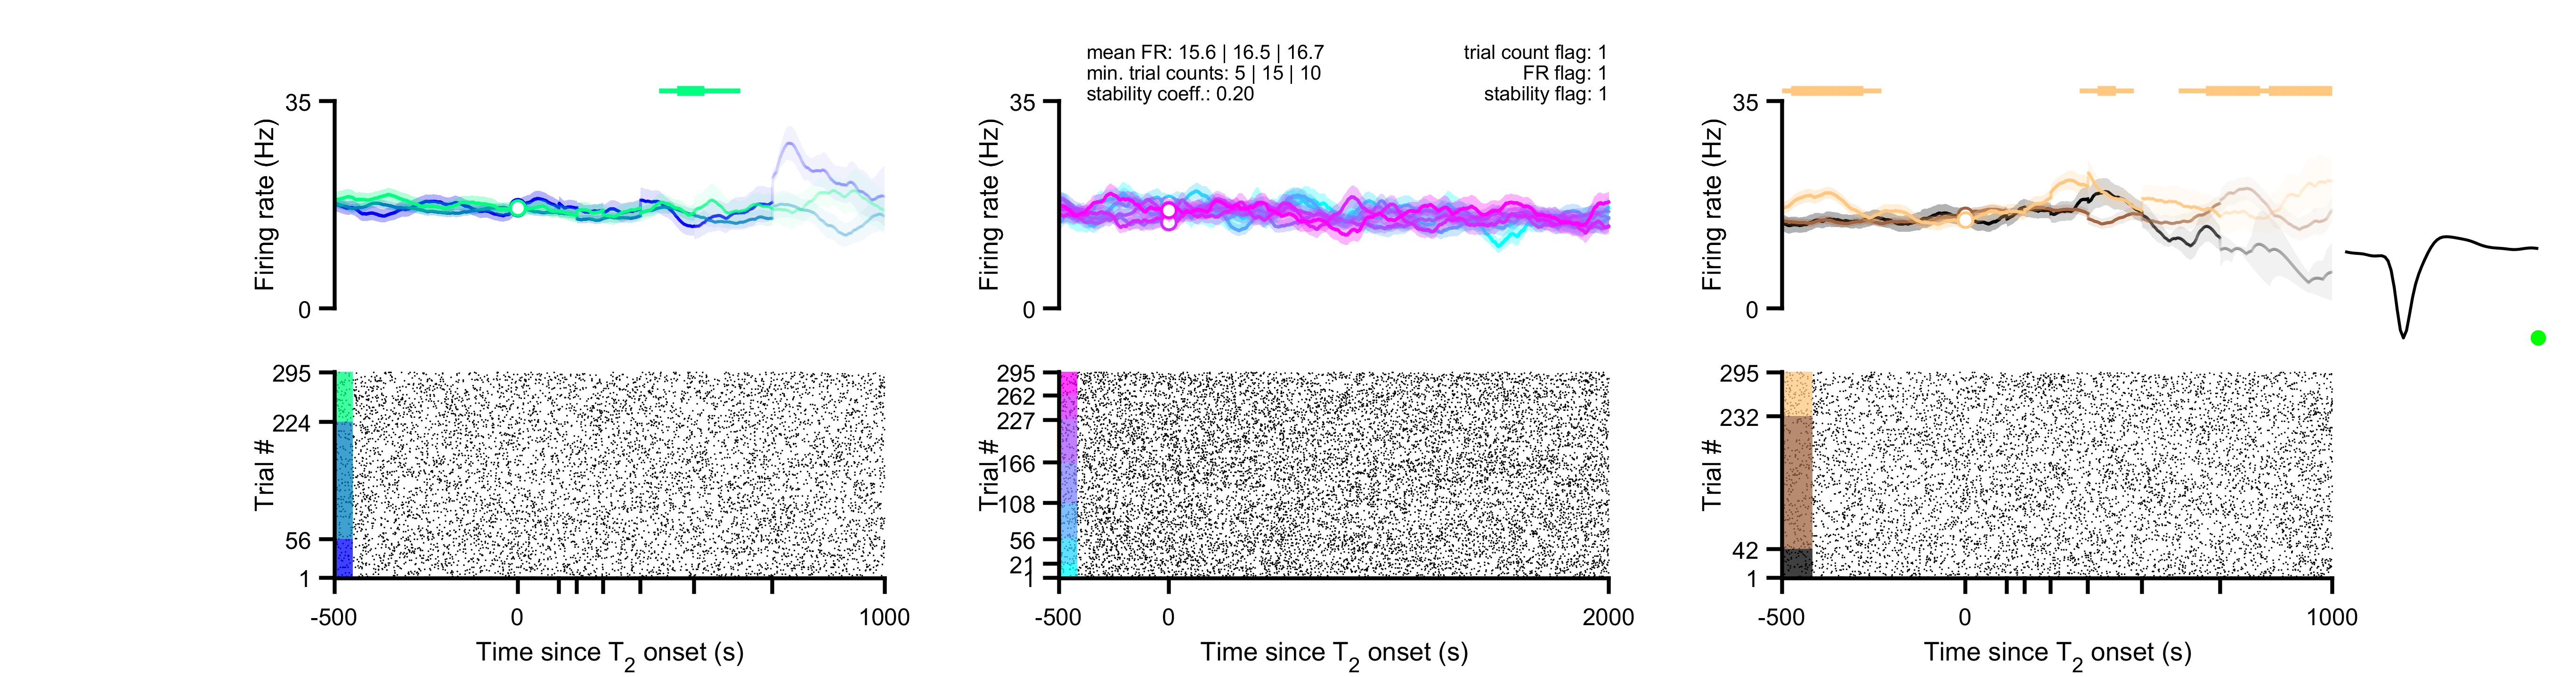 mean FR: 15.6 | 16.5 | 16.7
min. trial counts: 5 | 15 | 10
stability coeff.: 0.20
trial count flag: 1
FR flag: 1
stability flag: 1
35
Firing rate (Hz)
0
35
Firing rate (Hz)
0
35
Firing rate (Hz)
0
295
224
56
1
Trial #
-500
0
1000
Time since T2 onset (s)
295
262
227
166
108
56
21
1
Trial #
-500
0
2000
Time since T2 onset (s)
295
232
42
1
Trial #
-500
0
1000
Time since T2 onset (s)